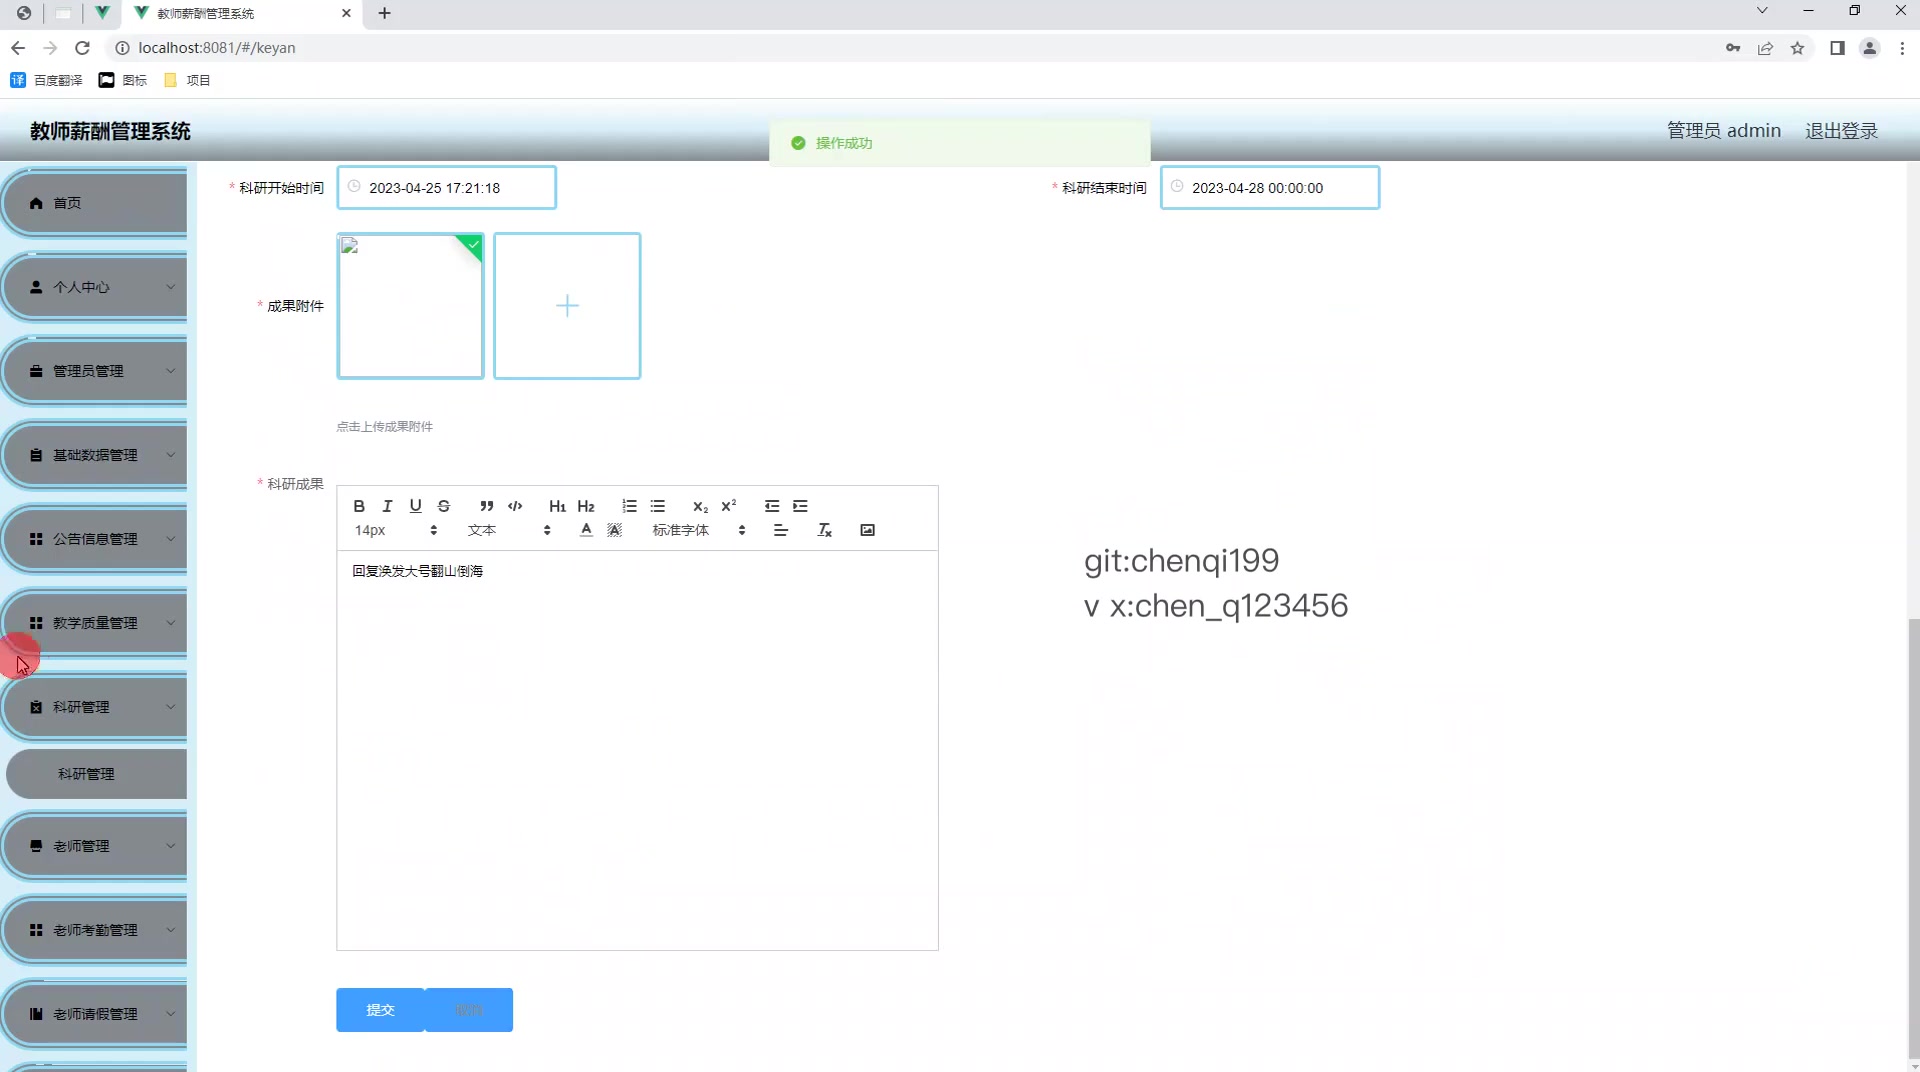 教师薪酬管理系统
localhost:8081/#/keyan
百度翻译
图标
项目
教师薪酬管理系统
操作成功
管理员 admin
退出登录
首页
个人中心
管理员管理
基础数据管理
公告信息管理
教学质量管理
科研管理
科研管理
老师管理
老师考勤管理
老师请假管理
* 科研开始时间
2023-04-25 17:21:18
* 科研结束时间
2023-04-28 00:00:00
* 成果附件
点击上传成果附件
* 科研成果
14px
文本
标准字体
回复涣发大号翻山倒海
git:chenqi199
v x:chen_q123456
提交